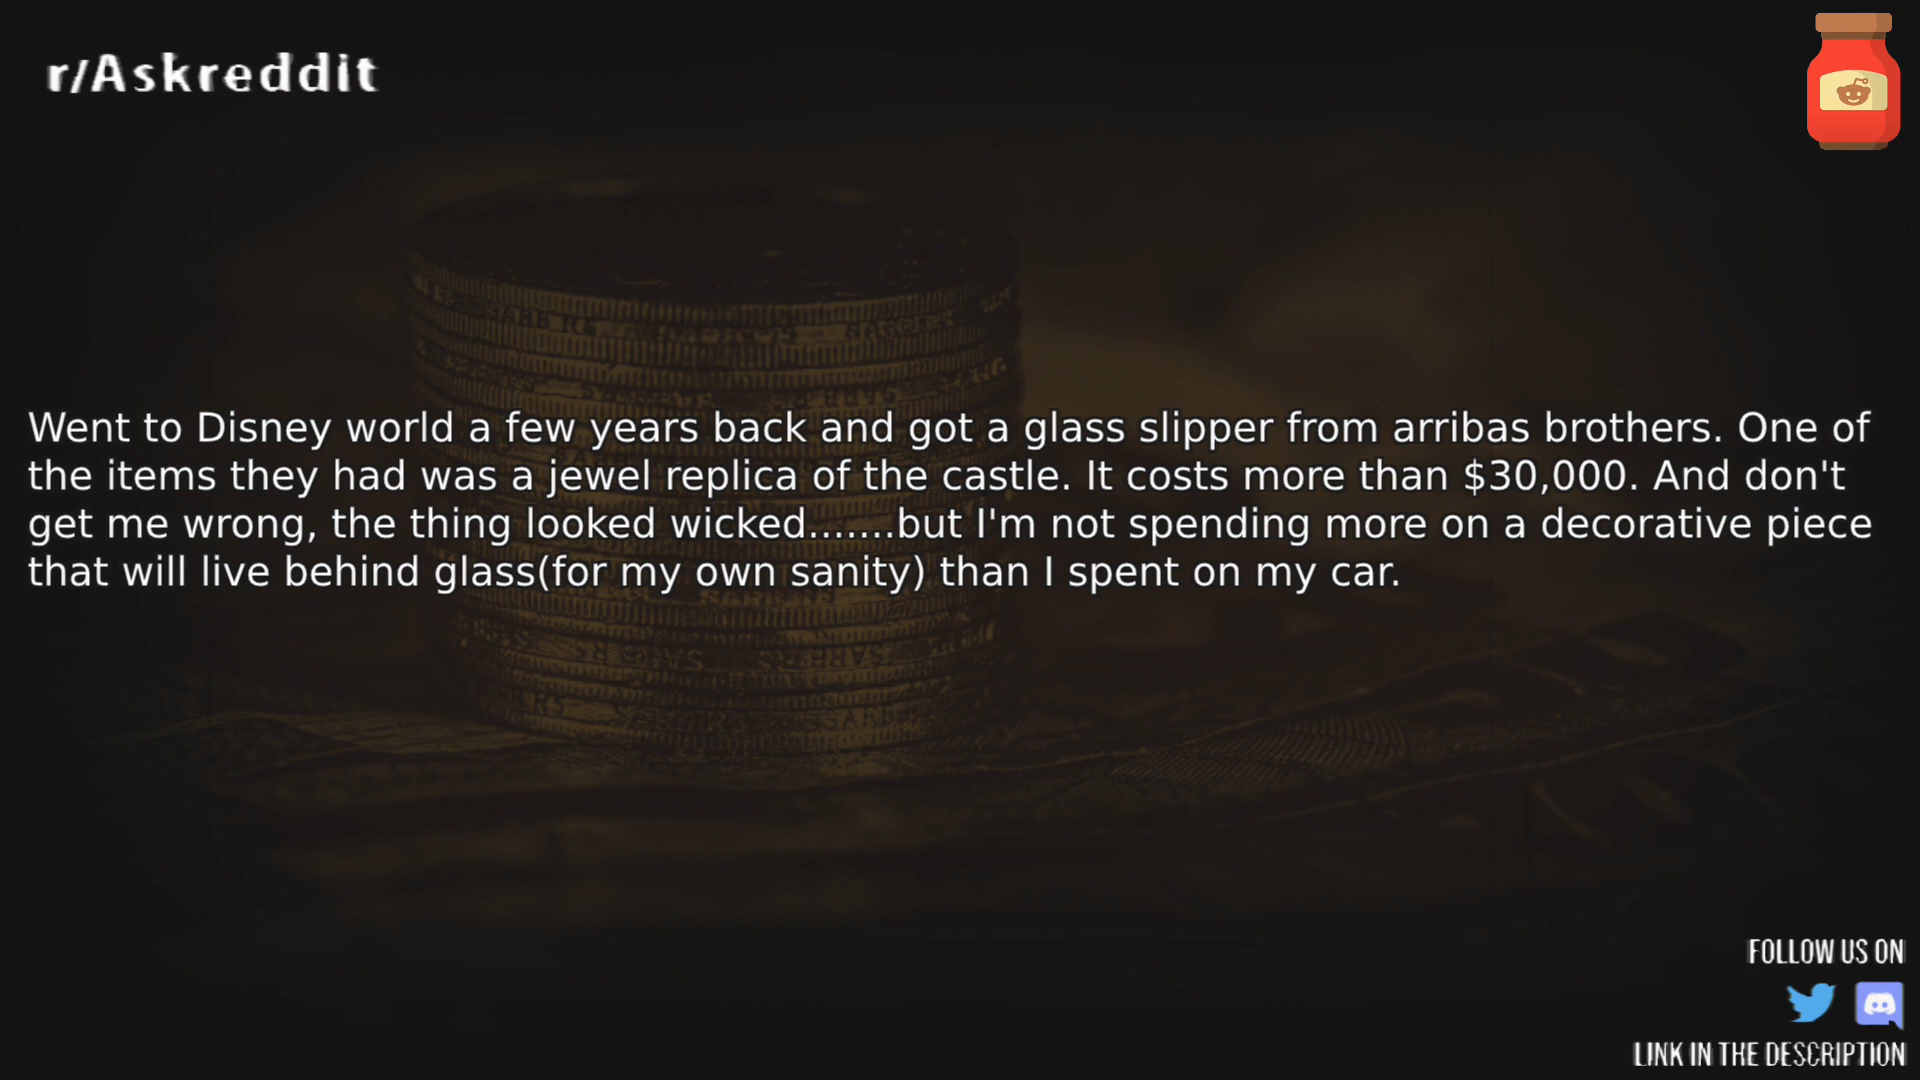 r/Askreddit
Went to Disney world a few years back and got a glass slipper from arribas brothers. One of
the items they had was a jewel replica of the castle. It costs more than $30,000. And don't
get me wrong, the thing looked wicked.......but I'm not spending more on a decorative piece
that will live behind glass(for my own sanity) than I spent on my car.
FOLLOW US ON
LINK IN THE DESCRIPTION